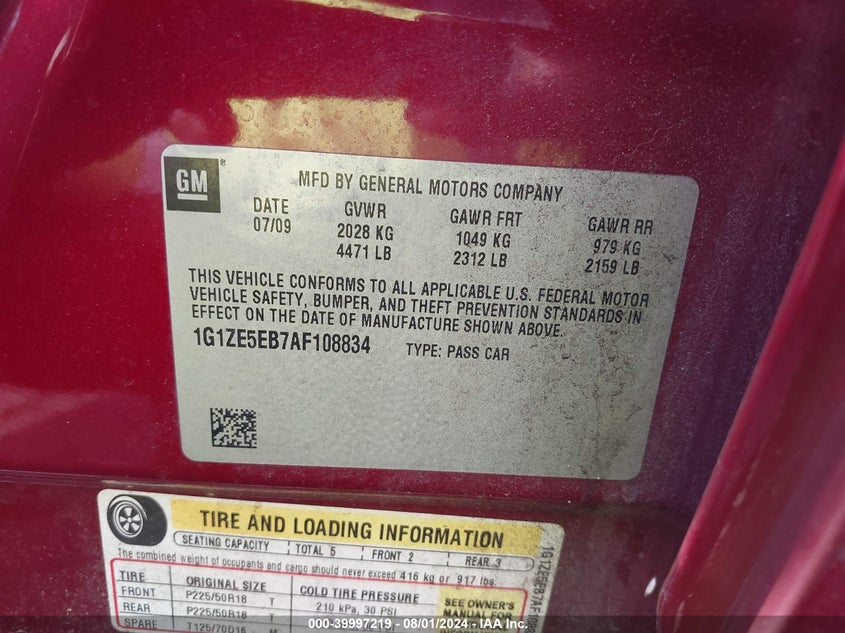 GM ®
MFD BY GENERAL MOTORS COMPANY
DATE GVWR GAWR FRT GAWR RR
07/09 2028 KG 1049 KG 979 KG
4471 LB 2312 LB 2159 LB
THIS VEHICLE CONFORMS TO ALL APPLICABLE U.S. FEDERAL MOTOR
VEHICLE SAFETY, BUMPER, AND THEFT PREVENTION STANDARDS IN
EFFECT ON THE DATE OF MANUFACTURE SHOWN ABOVE.
1G1ZE5EB7AF108834 TYPE: PASS CAR
TIRE AND LOADING INFORMATION
SEATING CAPACITY TOTAL 5 FRONT 2 REAR 3
The combined weight of occupants and cargo should never exceed 416 kg or 917 lbs.
TIRE ORIGINAL SIZE COLD TIRE PRESSURE
FRONT P225/50R18 T 210 kPa, 30 PSI
REAR P225/50R18 T
SPARE T125/70D16 M
SEE OWNER'S
MANUAL FOR
1G1ZE5EB7AF108
000-39997219 - 08/01/2024 - IAA Inc.